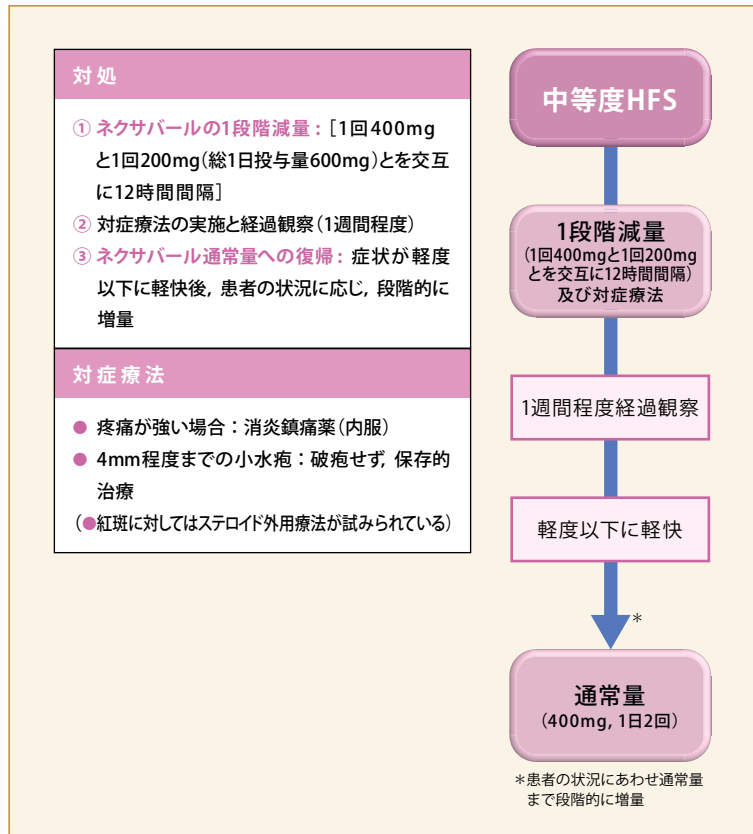 対処
① ネクサバールの1段階減量：［1回400mg
と1回200mg(総1日投与量600mg)とを交互
に12時間間隔］
② 対症療法の実施と経過観察(1週間程度)
③ ネクサバール通常量への復帰：症状が軽度
以下に軽快後，患者の状況に応じ，段階的に
増量
対症療法
● 疼痛が強い場合：消炎鎮痛薬(内服)
● 4mm程度までの小水疱：破疱せず，保存的
治療
(●紅斑に対してはステロイド外用療法が試みられている)
中等度HFS
1段階減量
(1回400mgと1回200mg
とを交互に12時間間隔)
及び対症療法
1週間程度経過観察
軽度以下に軽快
*
通常量
(400mg，1日2回)
*患者の状況にあわせ通常量
まで段階的に増量